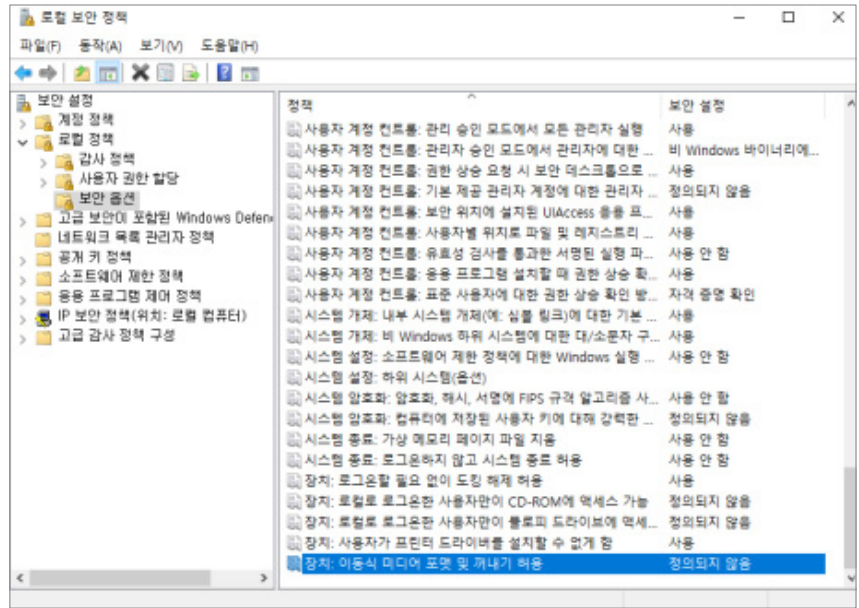 로컬 보안 정책
파일(F) 동작(A) 보기(V) 도움말(H)
보안 설정
계정 정책
로컬 정책
감사 정책
사용자 권한 할당
보안 옵션
고급 보안이 포함된 Windows Defen
네트워크 목록 관리자 정책
공개 키 정책
소프트웨어 제한 정책
응용 프로그램 제어 정책
IP 보안 정책(위치: 로컬 컴퓨터)
고급 감사 정책 구성
정책 보안 설정
사용자 계정 컨트롤: 관리 승인 모드에서 모든 관리자 실행 사용
사용자 계정 컨트롤: 관리자 승인 모드에서 관리자에 대한 ... 비 Windows 바이너리에...
사용자 계정 컨트롤: 권한 상승 요청 시 보안 데스크톱으로 ... 사용
사용자 계정 컨트롤: 기본 제공 관리자 계정에 대한 관리자 ... 정의되지 않음
사용자 계정 컨트롤: 보안 위치에 설치된 UIAccess 응용 프... 사용
사용자 계정 컨트롤: 사용자별 위치로 파일 및 레지스트리 ... 사용
사용자 계정 컨트롤: 유효성 검사를 통과한 서명된 실행 파... 사용 안 함
사용자 계정 컨트롤: 응용 프로그램 설치할 때 권한 상승 확... 사용
사용자 계정 컨트롤: 표준 사용자에 대한 권한 상승 확인 방... 자격 증명 확인
시스템 개체: 내부 시스템 개체(예: 심볼 링크)에 대한 기본 ... 사용
시스템 개체: 비 Windows 하위 시스템에 대한 대/소문자 구... 사용
시스템 설정: 소프트웨어 제한 정책에 대한 Windows 실행 ... 사용 안 함
시스템 설정: 하위 시스템(옵션)
시스템 암호화: 암호화, 해시, 서명에 FIPS 규격 알고리즘 사... 사용 안 함
시스템 암호화: 컴퓨터에 저장된 사용자 키에 대해 강력한 ... 정의되지 않음
시스템 종료: 가상 메모리 페이지 파일 지움 사용 안 함
시스템 종료: 로그온하지 않고 시스템 종료 허용 사용 안 함
장치: 로그온할 필요 없이 도킹 해제 허용 사용
장치: 로컬로 로그온한 사용자만이 CD-ROM에 액세스 가능 정의되지 않음
장치: 로컬로 로그온한 사용자만이 플로피 드라이브에 액세... 정의되지 않음
장치: 사용자가 프린터 드라이버를 설치할 수 없게 함 사용
장치: 이동식 미디어 포맷 및 꺼내기 허용 정의되지 않음